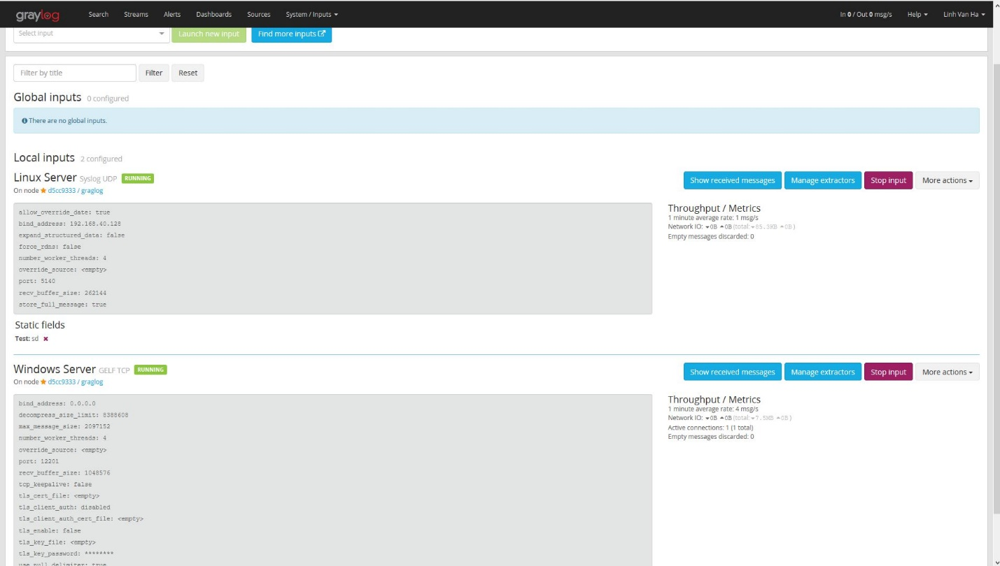 graylog Search Streams Alerts Dashboards Sources System / Inputs In 0 / Out 0 msg/s Help Linh Van Ha
Select input Launch new input Find more inputs
Filter by title Filter Reset
Global inputs 0 configured
There are no global inputs.
Local inputs 2 configured
Linux Server Syslog UDP RUNNING Show received messages Manage extractors Stop input More actions
On node d5cc9333 / graglog
allow_override_date: true
bind_address: 192.168.40.128
expand_structured_data: false
force_rdns: false
number_worker_threads: 4
override_source: <empty>
port: 5140
recv_buffer_size: 262144
store_full_message: true
Throughput / Metrics
1 minute average rate: 1 msg/s
Network IO: 0B 0B (total: 85.3KB 0B )
Empty messages discarded: 0
Static fields
Test: sd
Windows Server GELF TCP RUNNING Show received messages Manage extractors Stop input More actions
On node d5cc9333 / graglog
bind_address: 0.0.0.0
decompress_size_limit: 8388608
max_message_size: 2097152
number_worker_threads: 4
override_source: <empty>
port: 12201
recv_buffer_size: 1048576
tcp_keepalive: false
tls_cert_file: <empty>
tls_client_auth: disabled
tls_client_auth_cert_file: <empty>
tls_enable: false
tls_key_file: <empty>
tls_key_password: ********
use_null_delimiter: true
Throughput / Metrics
1 minute average rate: 4 msg/s
Network IO: 0B 0B (total: 7.5MB 0B )
Active connections: 1 (1 total)
Empty messages discarded: 0